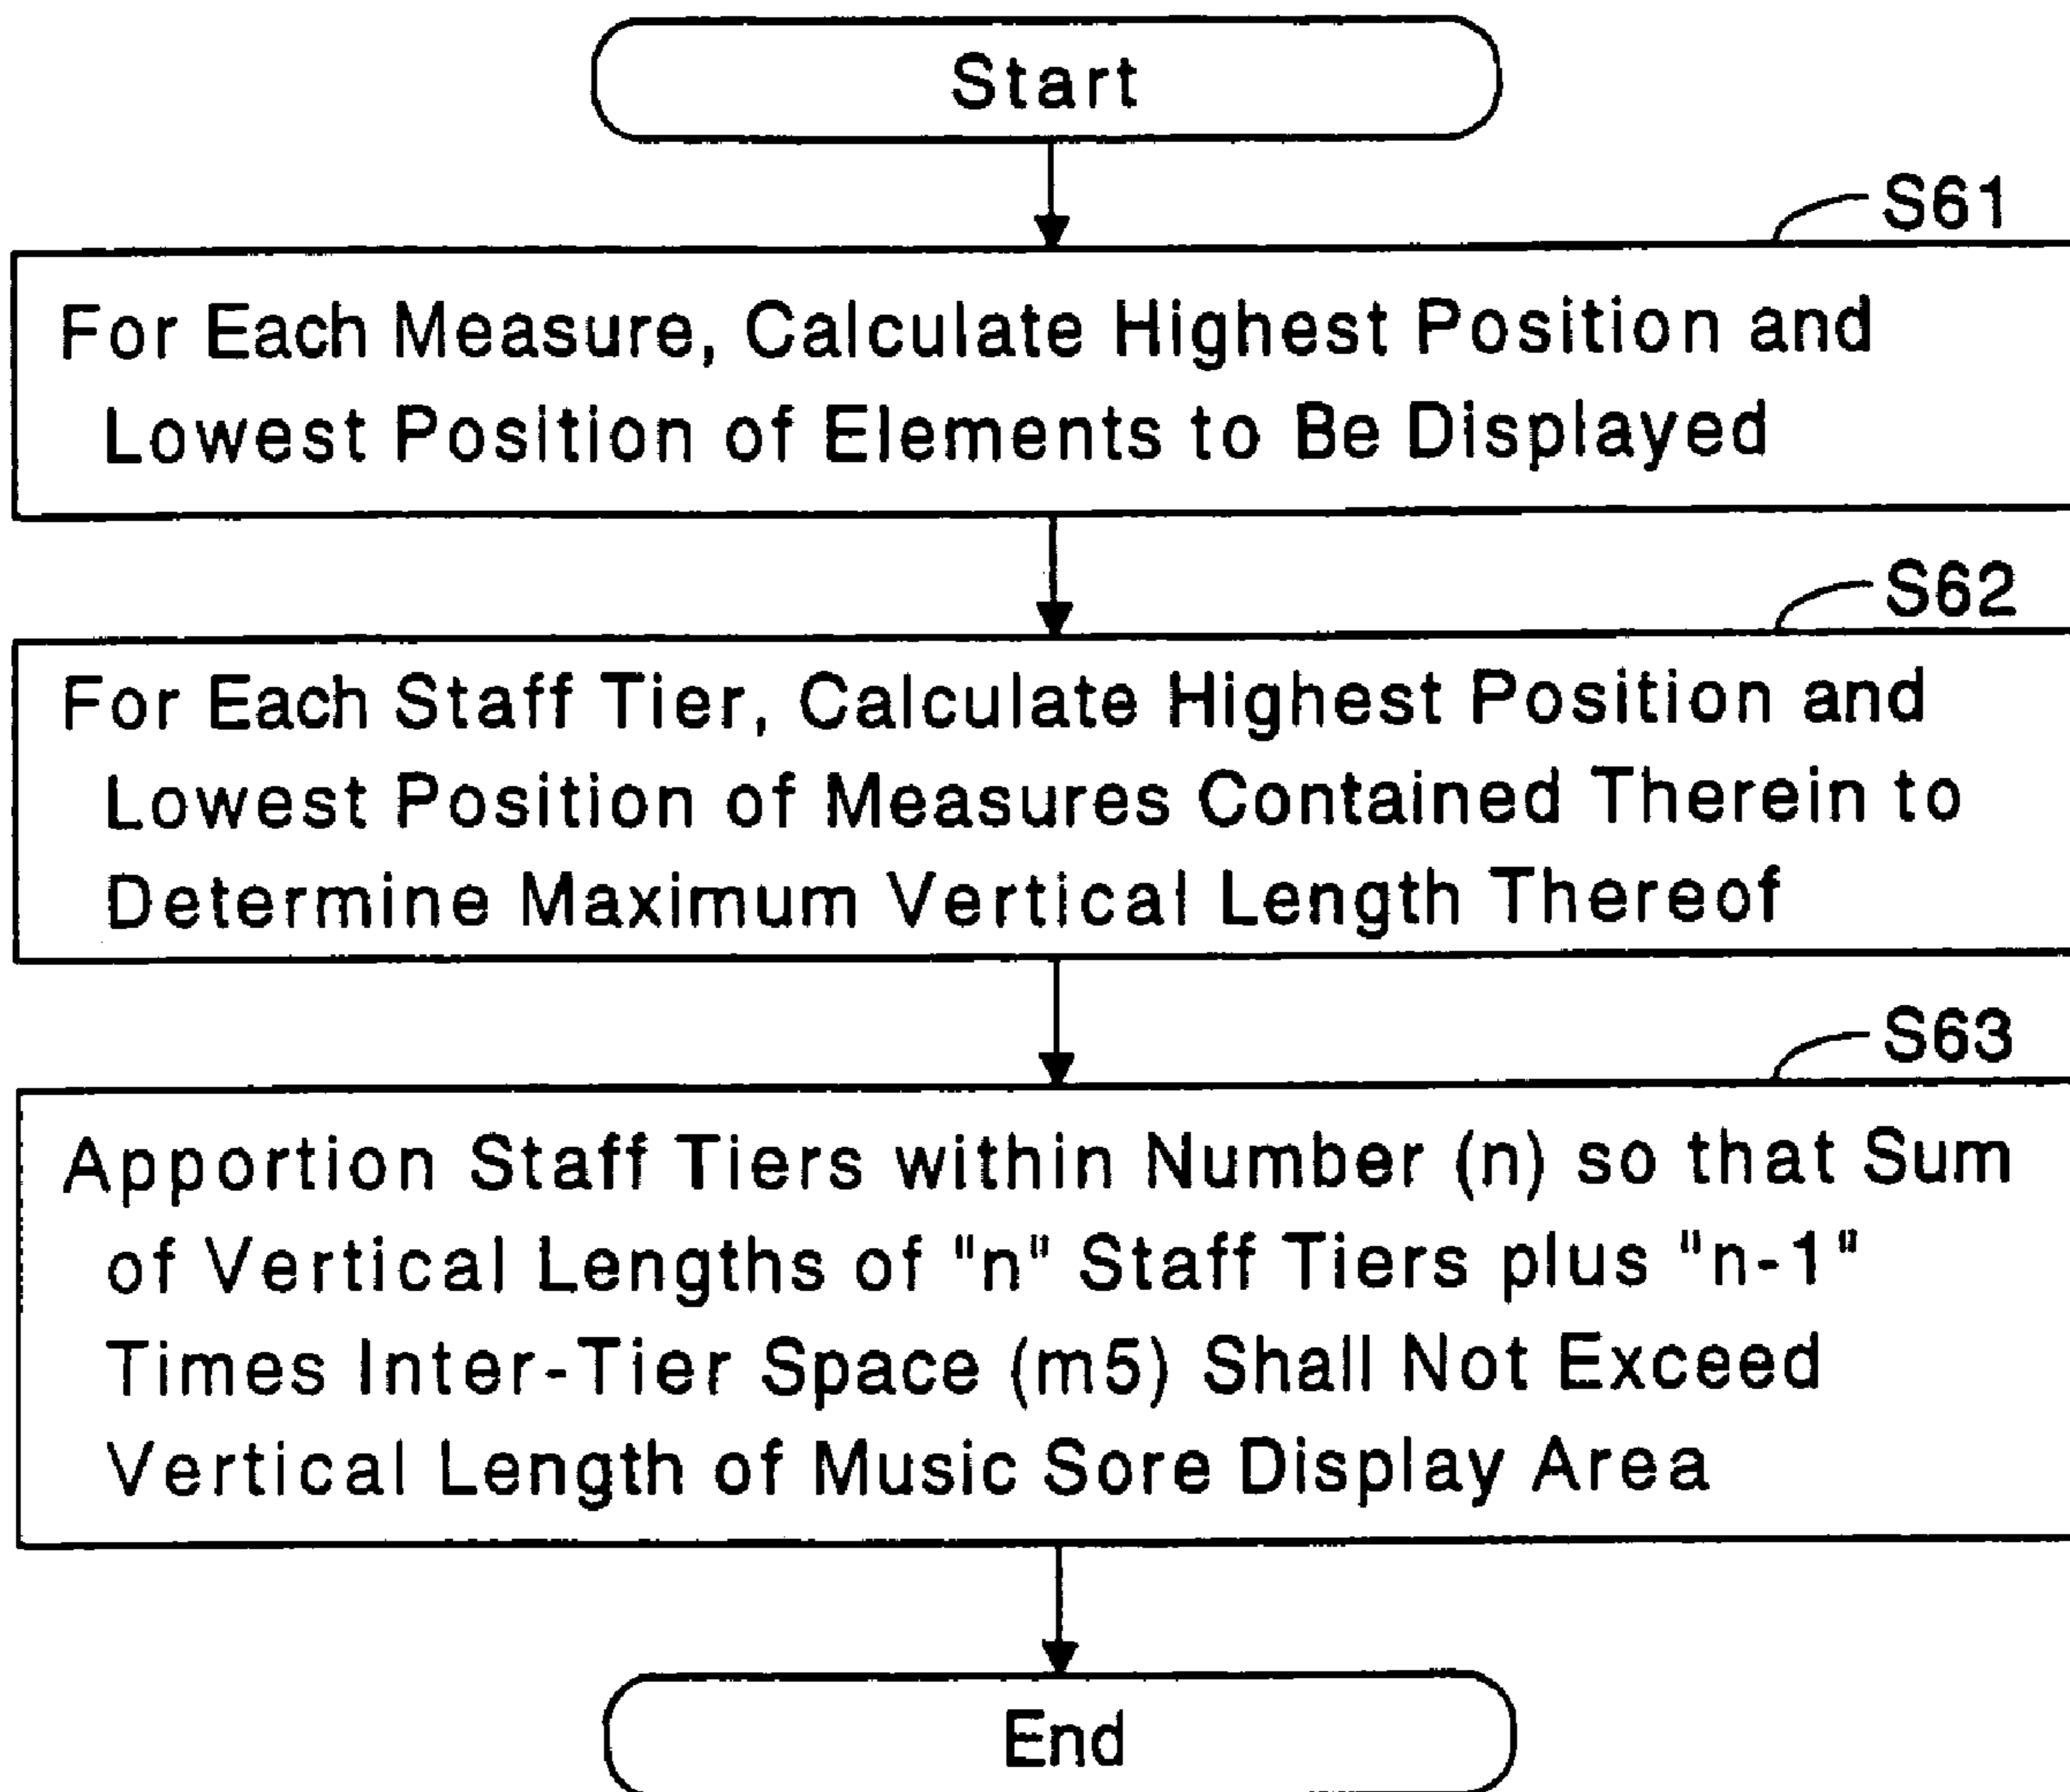 Start
S61
For Each Measure, Calculate Highest Position and
Lowest Position of Elements to Be Displayed
S62
For Each Staff Tier, Calculate Highest Position and
Lowest Position of Measures Contained Therein to
Determine Maximum Vertical Length Thereof
S63
Apportion Staff Tiers within Number (n) so that Sum
of Vertical Lengths of "n" Staff Tiers plus "n-1"
Times Inter-Tier Space (m5) Shall Not Exceed
Vertical Length of Music Sore Display Area
End